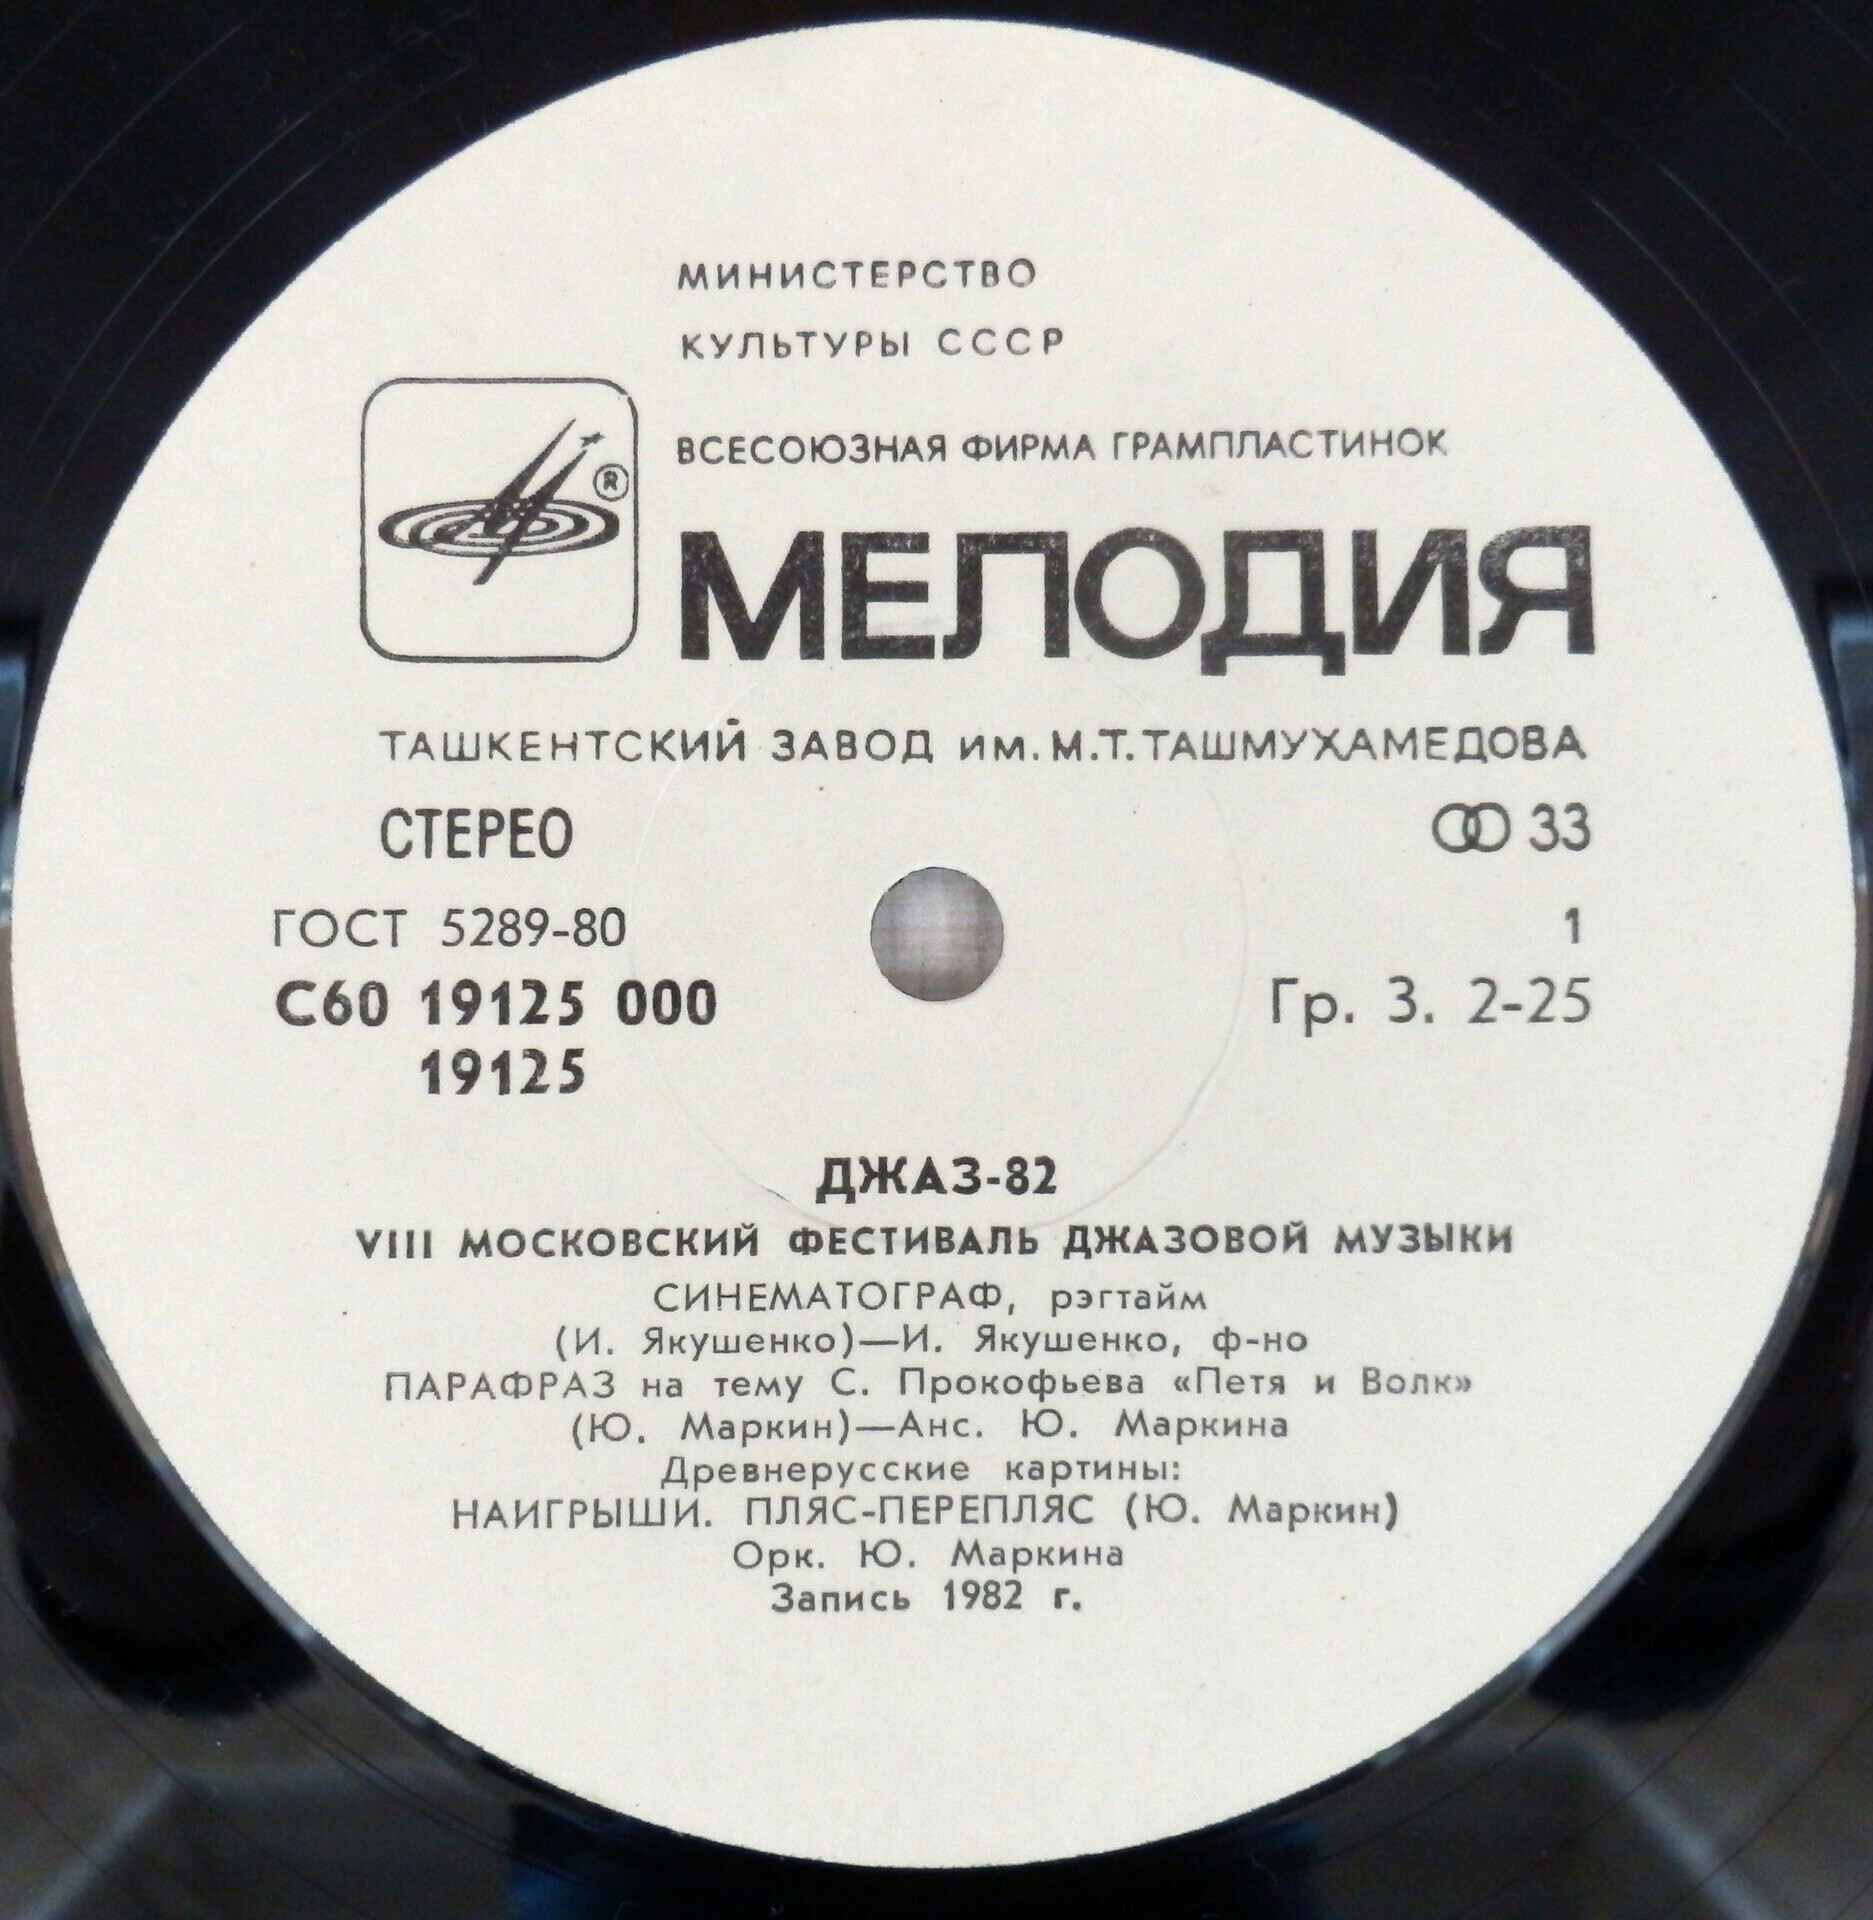 МИНИСТЕРСТВО
КУЛЬТУРЫ СССР
ВСЕСОЮЗНАЯ ФИРМА ГРАМПЛАСТИНОК
®
МЕЛОДИЯ
ТАШКЕНТСКИЙ ЗАВОД им. М.Т. ТАШМУХАМЕДОВА
СТЕРЕО 33
ГОСТ 5289-80 1
С60 19125 000 Гр. 3. 2-25
19125
ДЖАЗ-82
VIII МОСКОВСКИЙ ФЕСТИВАЛЬ ДЖАЗОВОЙ МУЗЫКИ
СИНЕМАТОГРАФ, рэгтайм
(И. Якушенко)—И. Якушенко, ф-но
ПАРАФРАЗ на тему С. Прокофьева «Петя и Волк»
(Ю. Маркин)—Анс. Ю. Маркина
Древнерусские картины:
НАИГРЫШИ. ПЛЯС-ПЕРЕПЛЯС (Ю. Маркин)
Орк. Ю. Маркина
Запись 1982 г.